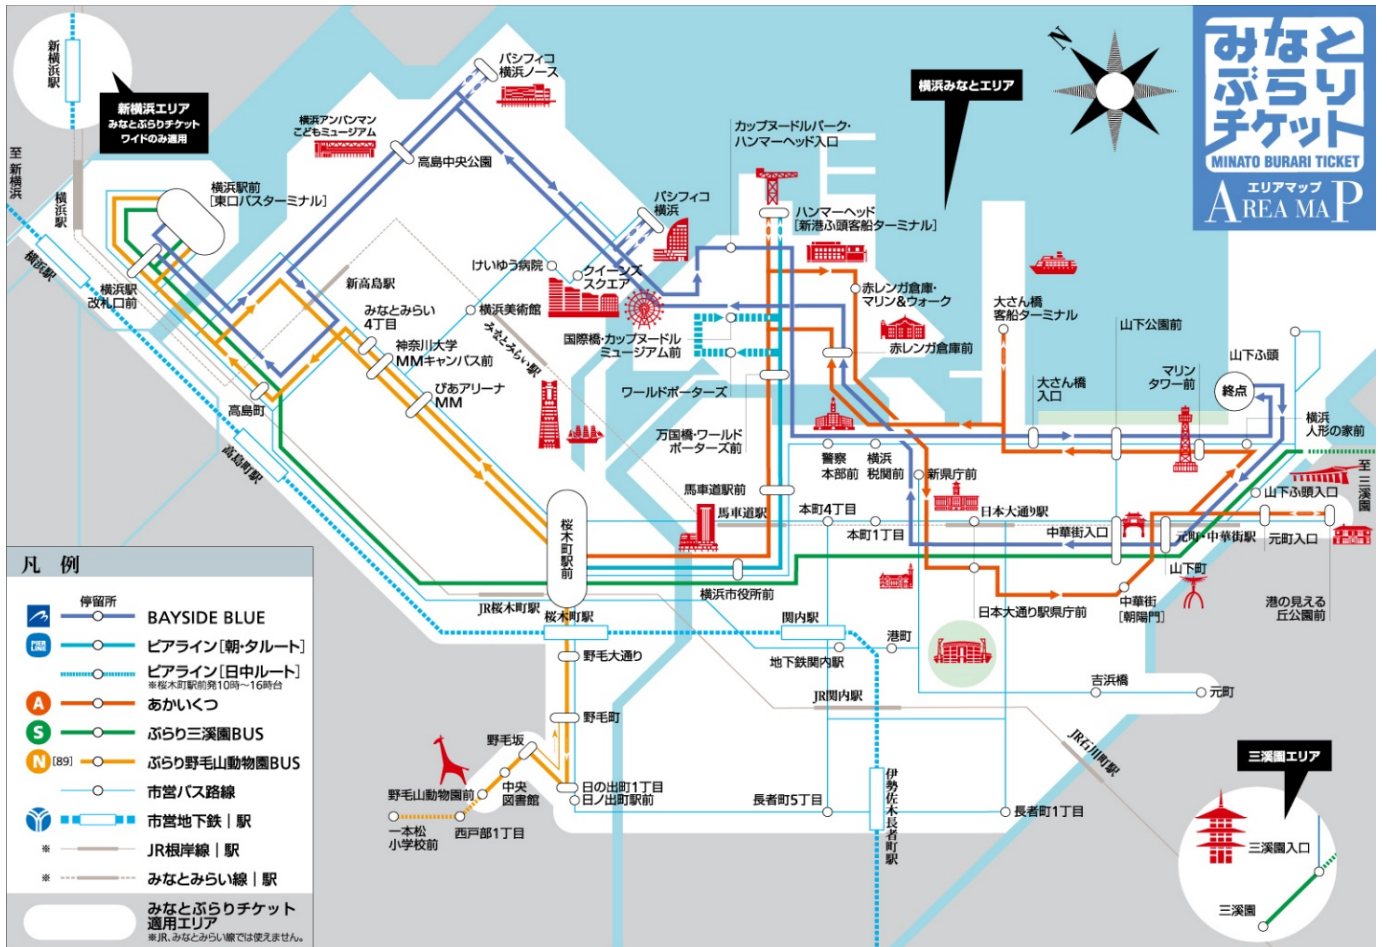 みなと
ぶらり
チケット
MINATO BURARI TICKET
エリアマップ
AREA MAP
N
新横浜駅
新横浜エリア
みなとぶらりチケット
ワイドのみ適用
至 新横浜
横浜駅
横浜駅
横浜駅前
[東口バスターミナル]
横浜駅
改札口前
横浜アンパンマン
こどもミュージアム
パシフィコ
横浜ノース
高島中央公園
新高島駅
みなとみらい
4丁目
神奈川大学
MMキャンパス前
ぴあアリーナ
MM
高島町
高島町駅
けいゆう病院
クイーンズ
スクエア
横浜美術館
みなとみらい駅
パシフィコ
横浜
カップヌードルパーク・
ハンマーヘッド入口
横浜みなとエリア
ハンマーヘッド
[新港ふ頭客船ターミナル]
赤レンガ倉庫・
マリン&ウォーク
赤レンガ倉庫前
国際橋・カップヌードル
ミュージアム前
ワールドポーターズ
万国橋・ワールド
ポーターズ前
大さん橋
客船ターミナル
大さん橋
入口
山下公園前
マリン
タワー前
山下ふ頭
終点
横浜
人形の家前
至 三溪園
山下ふ頭入口
警察
本部前
横浜
税関前
新県庁前
馬車道駅前
馬車道駅
本町4丁目
本町1丁目
日本大通り駅
中華街入口
元町・中華街駅
元町入口
山下町
港の見える
丘公園前
中華街
[朝陽門]
日本大通り駅県庁前
横浜市役所前
桜木町駅前
JR桜木町駅
桜木町駅
関内駅
港町
地下鉄関内駅
JR関内駅
吉浜橋
元町
JR石川町駅
野毛大通り
野毛町
野毛坂
日の出町1丁目
日ノ出町駅前
中央
図書館
野毛山動物園前
一本松
小学校前
西戸部1丁目
長者町5丁目
伊勢佐木長者町駅
長者町1丁目
三溪園エリア
三溪園入口
三溪園
凡 例
停留所
BAYSIDE BLUE
PIER
LINE
ピアライン[朝・夕ルート]
ピアライン[日中ルート]
※桜木町駅前発10時〜16時台
A
あかいくつ
S
ぶらり三溪園BUS
N
[89]
ぶらり野毛山動物園BUS
市営バス路線
市営地下鉄|駅
※
JR根岸線|駅
※
みなとみらい線|駅
みなとぶらりチケット
適用エリア
※JR、みなとみらい線では使えません。